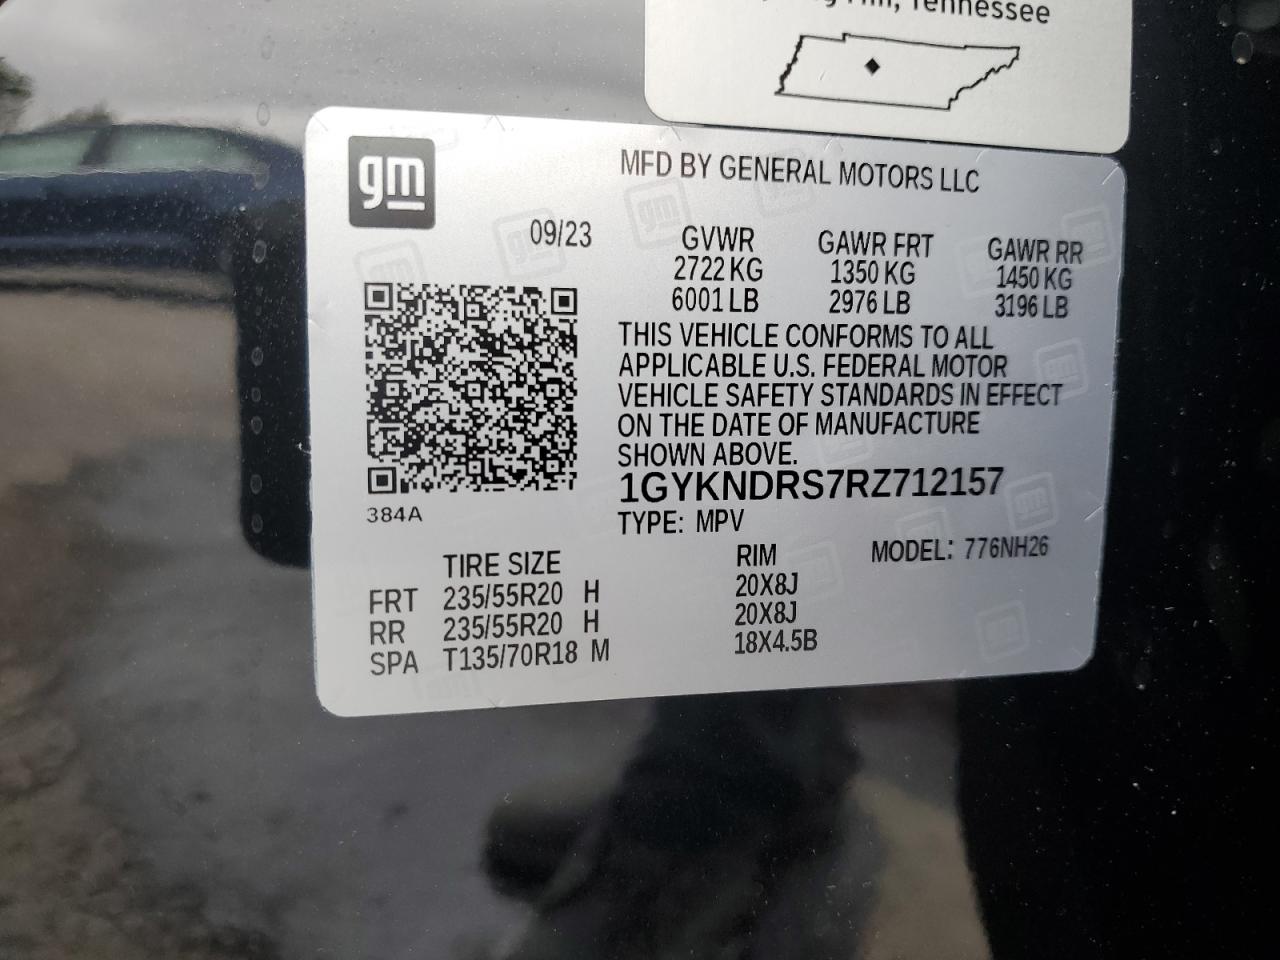 Hill, Tennessee
gm
MFD BY GENERAL MOTORS LLC
09/23
GVWR GAWR FRT GAWR RR
2722 KG 1350 KG 1450 KG
6001 LB 2976 LB 3196 LB
THIS VEHICLE CONFORMS TO ALL
APPLICABLE U.S. FEDERAL MOTOR
VEHICLE SAFETY STANDARDS IN EFFECT
ON THE DATE OF MANUFACTURE
SHOWN ABOVE.
1GYKNDRS7RZ712157
384A
TYPE: MPV
MODEL: 776NH26
TIRE SIZE RIM
FRT 235/55R20 H 20X8J
RR 235/55R20 H 20X8J
SPA T135/70R18 M 18X4.5B